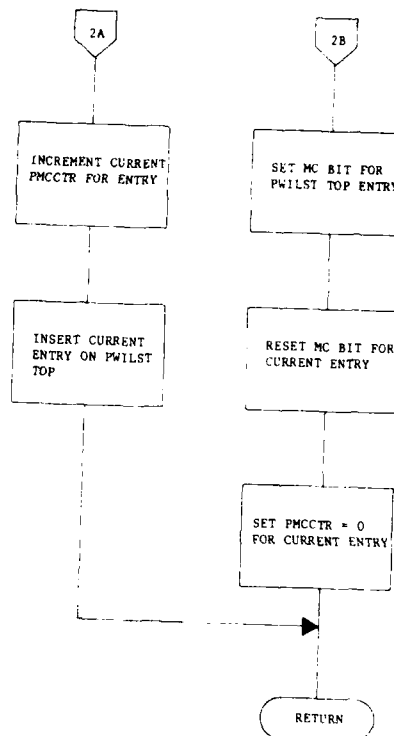 2A
INCREMENT CURRENT
PMCCTR FOR ENTRY
INSERT CURRENT
ENTRY ON PWILST
TOP
2B
SET MC BIT FOR
PWILST TOP ENTRY
RESET MC BIT FOR
CURRENT ENTRY
SET PMCCTR = 0
FOR CURRENT ENTRY
RETURN